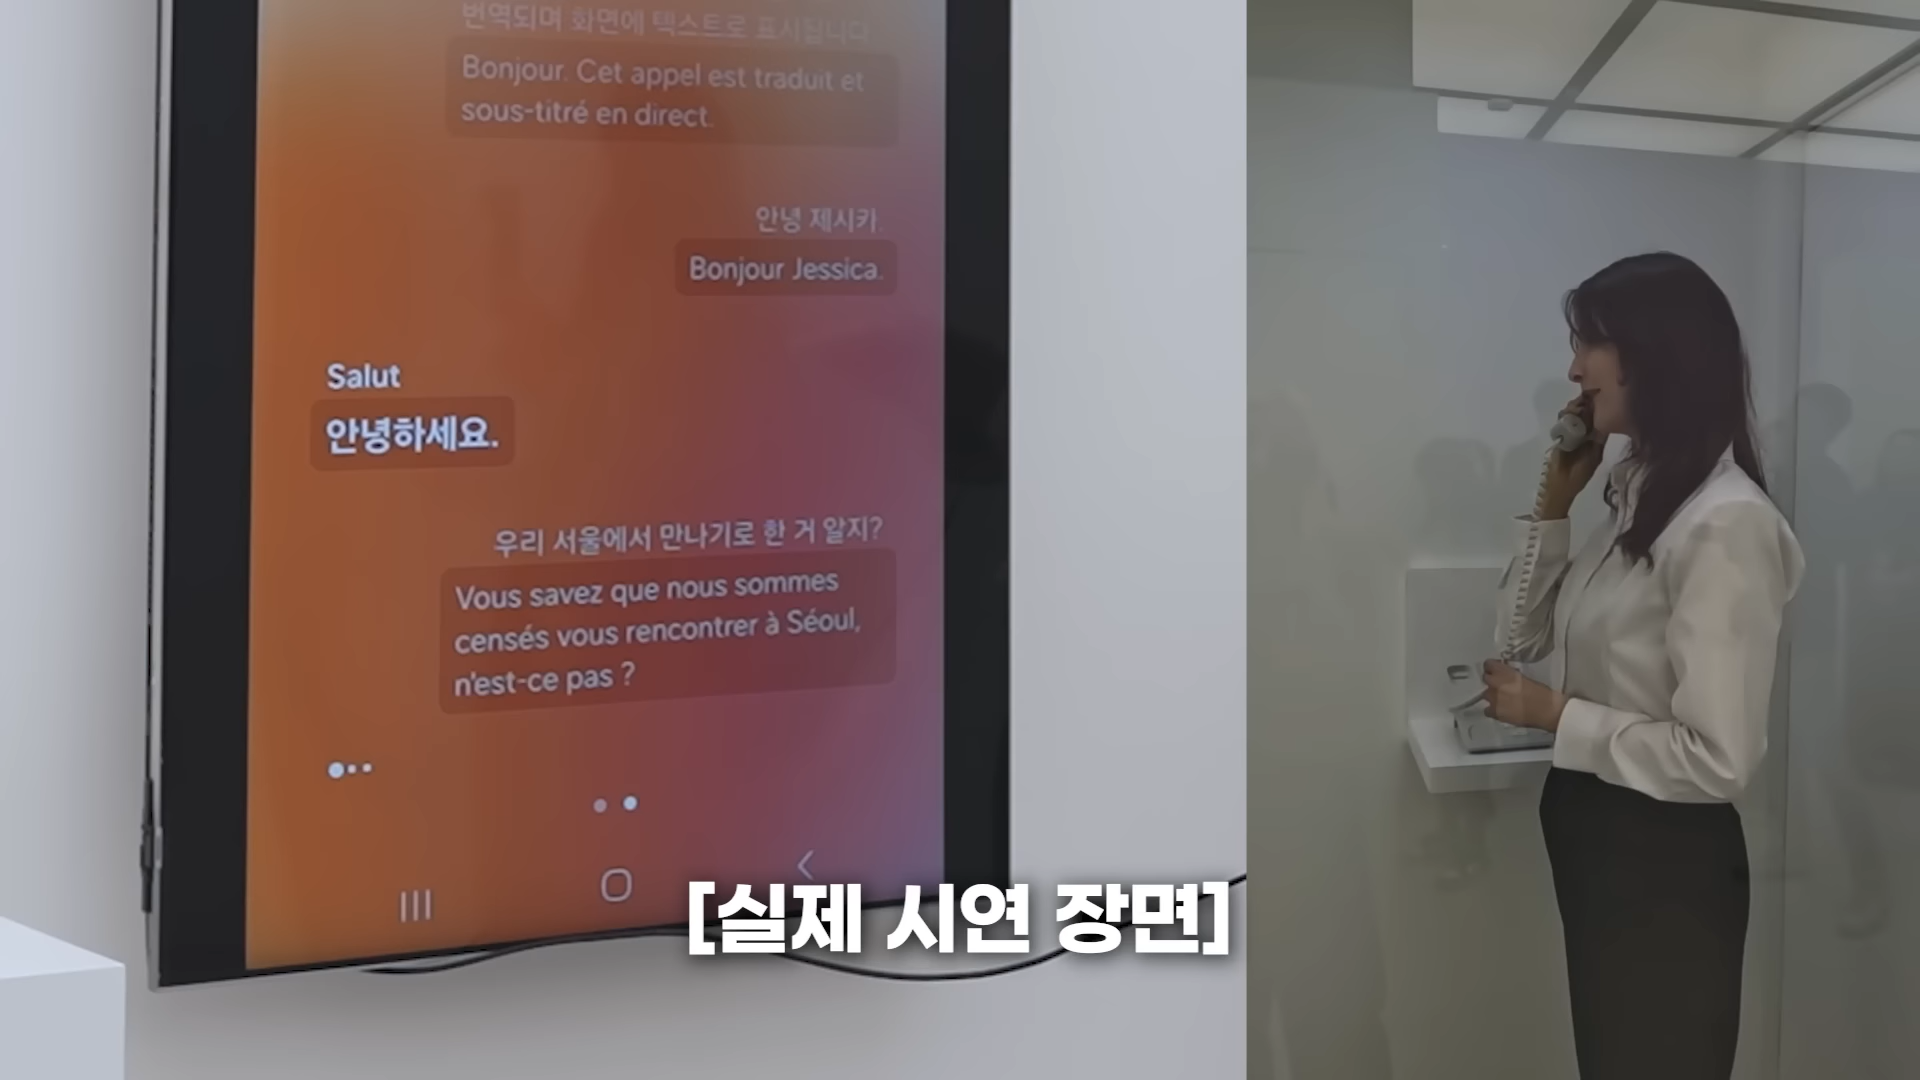 번역되며 화면에 텍스트로 표시됩니다
Bonjour. Cet appel est traduit et
sous-titré en direct.
안녕 제시카.
Bonjour Jessica.
Salut
안녕하세요.
우리 서울에서 만나기로 한 거 알지?
Vous savez que nous sommes
censés vous rencontrer à Séoul,
n'est-ce pas ?
[실제 시연 장면]